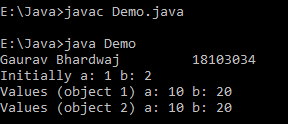 E:\Java>javac Demo.java
E:\Java>java Demo
Gaurav Bhardwaj          18103034
Initially a: 1 b: 2
Values (object 1) a: 10 b: 20
Values (object 2) a: 10 b: 20